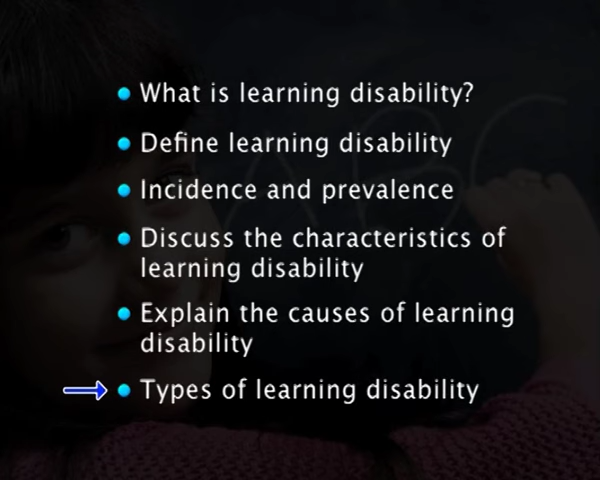 What is learning disability?
Define learning disability
Incidence and prevalence
Discuss the characteristics of
learning disability
Explain the causes of learning
disability
Types of learning disability